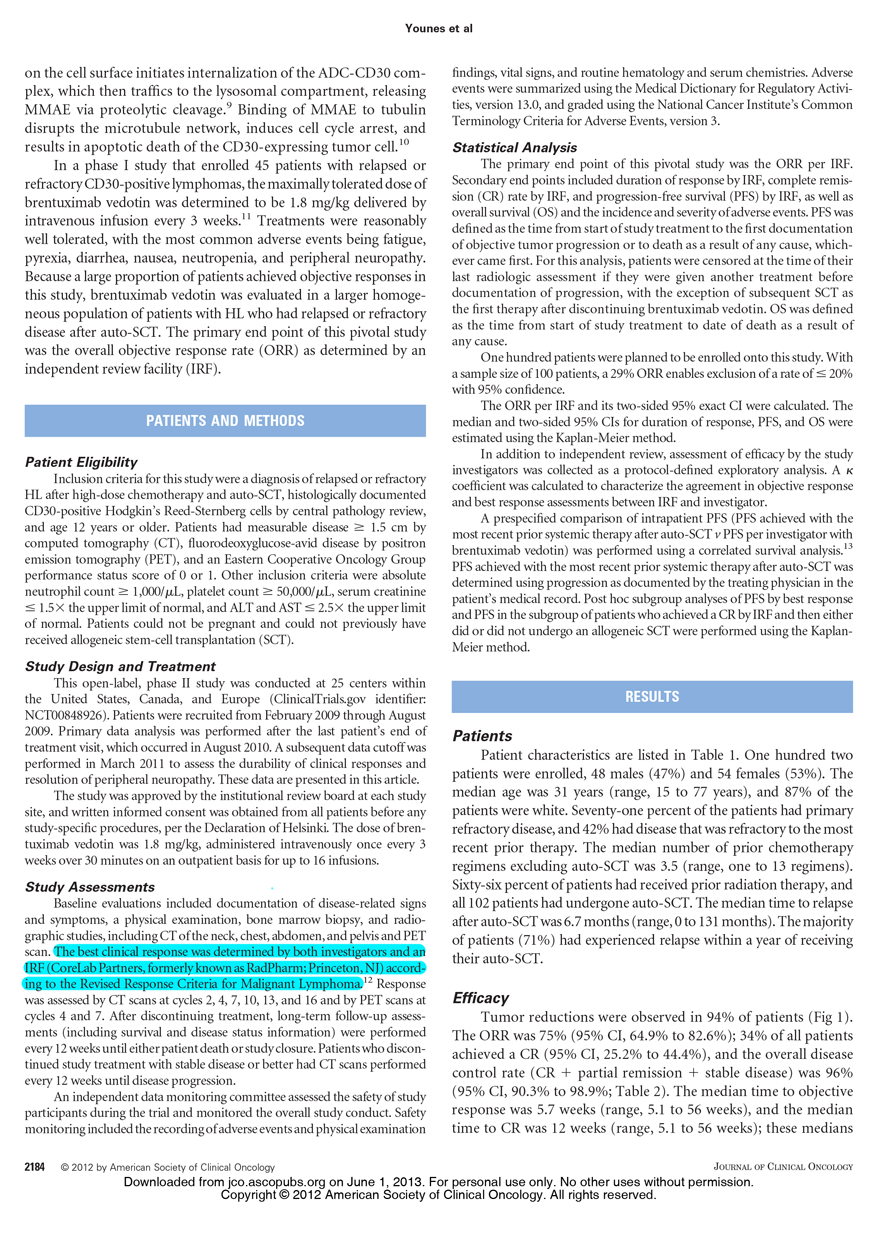 Younes et al
on the cell surface initiates internalization of the ADC-CD30 com-
plex, which then traffics to the lysosomal compartment, releasing
MMAE via proteolytic cleavage.9 Binding of MMAE to tubulin
disrupts the microtubule network, induces cell cycle arrest, and
results in apoptotic death of the CD30-expressing tumor cell.10
In a phase I study that enrolled 45 patients with relapsed or
refractory CD30-positive lymphomas, the maximally tolerated dose of
brentuximab vedotin was determined to be 1.8 mg/kg delivered by
intravenous infusion every 3 weeks.11 Treatments were reasonably
well tolerated, with the most common adverse events being fatigue,
pyrexia, diarrhea, nausea, neutropenia, and peripheral neuropathy.
Because a large proportion of patients achieved objective responses in
this study, brentuximab vedotin was evaluated in a larger homoge-
neous population of patients with HL who had relapsed or refractory
disease after auto-SCT. The primary end point of this pivotal study
was the overall objective response rate (ORR) as determined by an
independent review facility (IRF).
PATIENTS AND METHODS
Patient Eligibility
Inclusion criteria for this study were a diagnosis of relapsed or refractory
HL after high-dose chemotherapy and auto-SCT, histologically documented
CD30-positive Hodgkin's Reed-Sternberg cells by central pathology review,
and age 12 years or older. Patients had measurable disease ≥ 1.5 cm by
computed tomography (CT), fluorodeoxyglucose-avid disease by positron
emission tomography (PET), and an Eastern Cooperative Oncology Group
performance status score of 0 or 1. Other inclusion criteria were absolute
neutrophil count ≥ 1,000/μL, platelet count ≥ 50,000/μL, serum creatinine
≤ 1.5× the upper limit of normal, and ALT and AST ≤ 2.5× the upper limit
of normal. Patients could not be pregnant and could not previously have
received allogeneic stem-cell transplantation (SCT).
Study Design and Treatment
This open-label, phase II study was conducted at 25 centers within
the United States, Canada, and Europe (ClinicalTrials.gov identifier:
NCT00848926). Patients were recruited from February 2009 through August
2009. Primary data analysis was performed after the last patient's end of
treatment visit, which occurred in August 2010. A subsequent data cutoff was
performed in March 2011 to assess the durability of clinical responses and
resolution of peripheral neuropathy. These data are presented in this article.
The study was approved by the institutional review board at each study
site, and written informed consent was obtained from all patients before any
study-specific procedures, per the Declaration of Helsinki. The dose of bren-
tuximab vedotin was 1.8 mg/kg, administered intravenously once every 3
weeks over 30 minutes on an outpatient basis for up to 16 infusions.
Study Assessments
Baseline evaluations included documentation of disease-related signs
and symptoms, a physical examination, bone marrow biopsy, and radio-
graphic studies, including CT of the neck, chest, abdomen, and pelvis and PET
scan. The best clinical response was determined by both investigators and an
IRF (CoreLab Partners, formerly known as RadPharm; Princeton, NJ) accord-
ing to the Revised Response Criteria for Malignant Lymphoma.12 Response
was assessed by CT scans at cycles 2, 4, 7, 10, 13, and 16 and by PET scans at
cycles 4 and 7. After discontinuing treatment, long-term follow-up assess-
ments (including survival and disease status information) were performed
every 12 weeks until either patient death or study closure. Patients who discon-
tinued study treatment with stable disease or better had CT scans performed
every 12 weeks until disease progression.
An independent data monitoring committee assessed the safety of study
participants during the trial and monitored the overall study conduct. Safety
monitoring included the recording of adverse events and physical examination
findings, vital signs, and routine hematology and serum chemistries. Adverse
events were summarized using the Medical Dictionary for Regulatory Activi-
ties, version 13.0, and graded using the National Cancer Institute's Common
Terminology Criteria for Adverse Events, version 3.
Statistical Analysis
The primary end point of this pivotal study was the ORR per IRF.
Secondary end points included duration of response by IRF, complete remis-
sion (CR) rate by IRF, and progression-free survival (PFS) by IRF, as well as
overall survival (OS) and the incidence and severity of adverse events. PFS was
defined as the time from start of study treatment to the first documentation
of objective tumor progression or to death as a result of any cause, which-
ever came first. For this analysis, patients were censored at the time of their
last radiologic assessment if they were given another treatment before
documentation of progression, with the exception of subsequent SCT as
the first therapy after discontinuing brentuximab vedotin. OS was defined
as the time from start of study treatment to date of death as a result of
any cause.
One hundred patients were planned to be enrolled onto this study. With
a sample size of 100 patients, a 29% ORR enables exclusion of a rate of ≤ 20%
with 95% confidence.
The ORR per IRF and its two-sided 95% exact CI were calculated. The
median and two-sided 95% CIs for duration of response, PFS, and OS were
estimated using the Kaplan-Meier method.
In addition to independent review, assessment of efficacy by the study
investigators was collected as a protocol-defined exploratory analysis. A κ
coefficient was calculated to characterize the agreement in objective response
and best response assessments between IRF and investigator.
A prespecified comparison of intrapatient PFS (PFS achieved with the
most recent prior systemic therapy after auto-SCT v PFS per investigator with
brentuximab vedotin) was performed using a correlated survival analysis.13
PFS achieved with the most recent prior systemic therapy after auto-SCT was
determined using progression as documented by the treating physician in the
patient's medical record. Post hoc subgroup analyses of PFS by best response
and PFS in the subgroup of patients who achieved a CR by IRF and then either
did or did not undergo an allogeneic SCT were performed using the Kaplan-
Meier method.
RESULTS
Patients
Patient characteristics are listed in Table 1. One hundred two
patients were enrolled, 48 males (47%) and 54 females (53%). The
median age was 31 years (range, 15 to 77 years), and 87% of the
patients were white. Seventy-one percent of the patients had primary
refractory disease, and 42% had disease that was refractory to the most
recent prior therapy. The median number of prior chemotherapy
regimens excluding auto-SCT was 3.5 (range, one to 13 regimens).
Sixty-six percent of patients had received prior radiation therapy, and
all 102 patients had undergone auto-SCT. The median time to relapse
after auto-SCT was 6.7 months (range, 0 to 131 months). The majority
of patients (71%) had experienced relapse within a year of receiving
their auto-SCT.
Efficacy
Tumor reductions were observed in 94% of patients (Fig 1).
The ORR was 75% (95% CI, 64.9% to 82.6%); 34% of all patients
achieved a CR (95% CI, 25.2% to 44.4%), and the overall disease
control rate (CR + partial remission + stable disease) was 96%
(95% CI, 90.3% to 98.9%; Table 2). The median time to objective
response was 5.7 weeks (range, 5.1 to 56 weeks), and the median
time to CR was 12 weeks (range, 5.1 to 56 weeks); these medians
2184 © 2012 by American Society of Clinical Oncology
JOURNAL OF CLINICAL ONCOLOGY
Downloaded from jco.ascopubs.org on June 1, 2013. For personal use only. No other uses without permission.
Copyright © 2012 American Society of Clinical Oncology. All rights reserved.